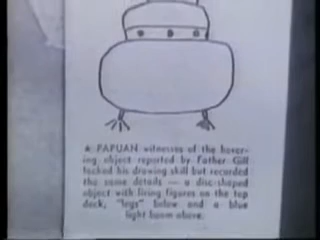 ★ PAPUAN witnesses of the hover-
ing object reported by Father Gill
lacked his drawing skill but recorded
the same details — a disc-shaped
object with living figures on the top
deck, "legs" below and a blue
light beam above.